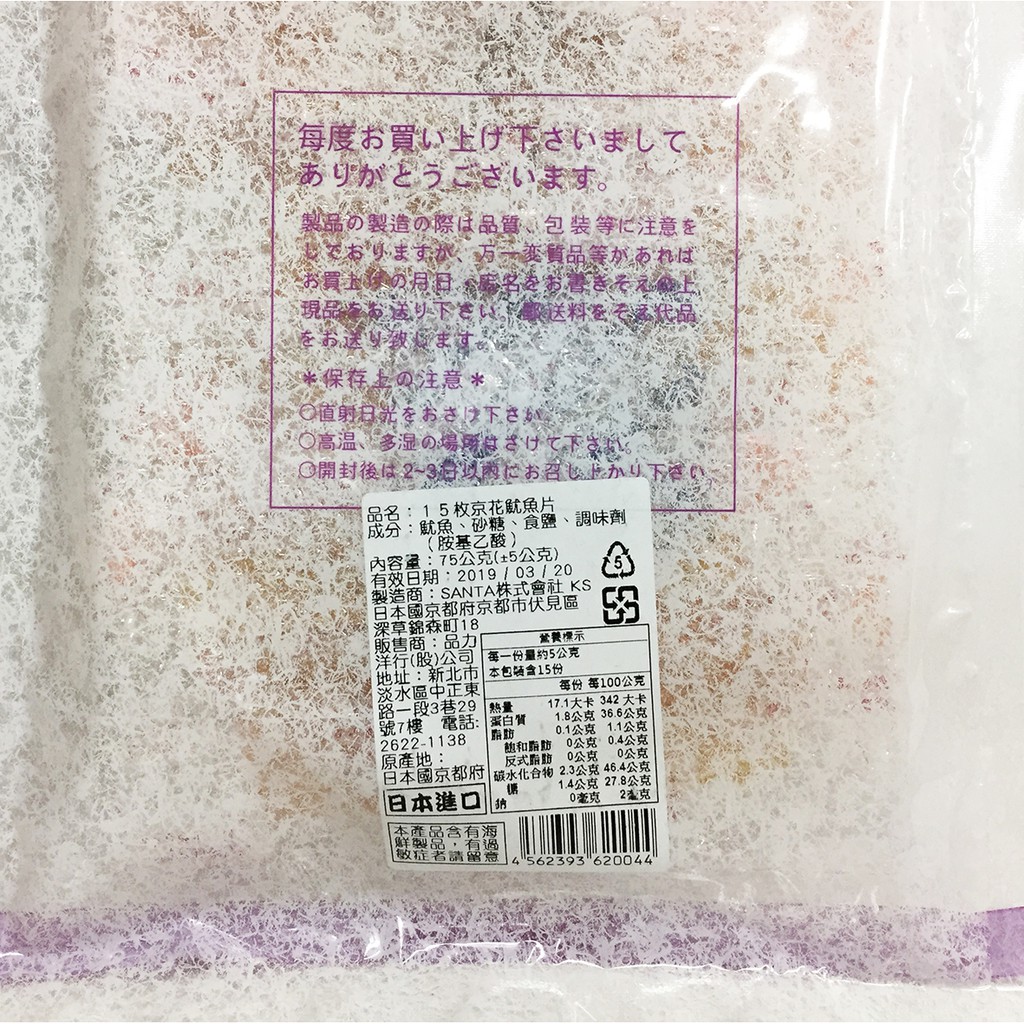 毎度お買い上げ下さいまして
ありがとうございます。
製品の製造の際は品質、包装等に注意を
しておりますが、万一変質品等があれば
お買上げの月日、店名をお書きそえの上
現品をお送り下さい。郵送料をそえ代品
をお送り致します。
*保存上の注意*
○直射日光をおさけ下さい。
○高温、多湿の場所はさけて下さい。
○開封後は2~3日以内にお召し上がり下さい。
品名：１５枚京花魷魚片
成分：魷魚、砂糖、食鹽、調味劑
(胺基乙酸)
內容量：75公克(±5公克)
有效日期：2019 / 03 / 20
製造商：SANTA株式會社 KS
日本國京都府京都市伏見區
深草錦森町18
販售商：品力
洋行(股)公司
地址：新北市
淡水區中正東
路一段3巷29
號7樓 電話:
2622-1138
原產地：
日本國京都府
日本進口
本產品含有海
鮮製品，有過
敏症者請留意
5
營養標示
每一份量約5公克
本包裝含15份
每份 每100公克
熱量 17.1大卡 342 大卡
蛋白質 1.8公克 36.6公克
脂肪 0.1公克 1.1公克
飽和脂肪 0公克 0.4公克
反式脂肪 0公克 0公克
碳水化合物 2.3公克 46.4公克
糖 1.4公克 27.8公克
鈉 0毫克 2毫克
4 562393 620044